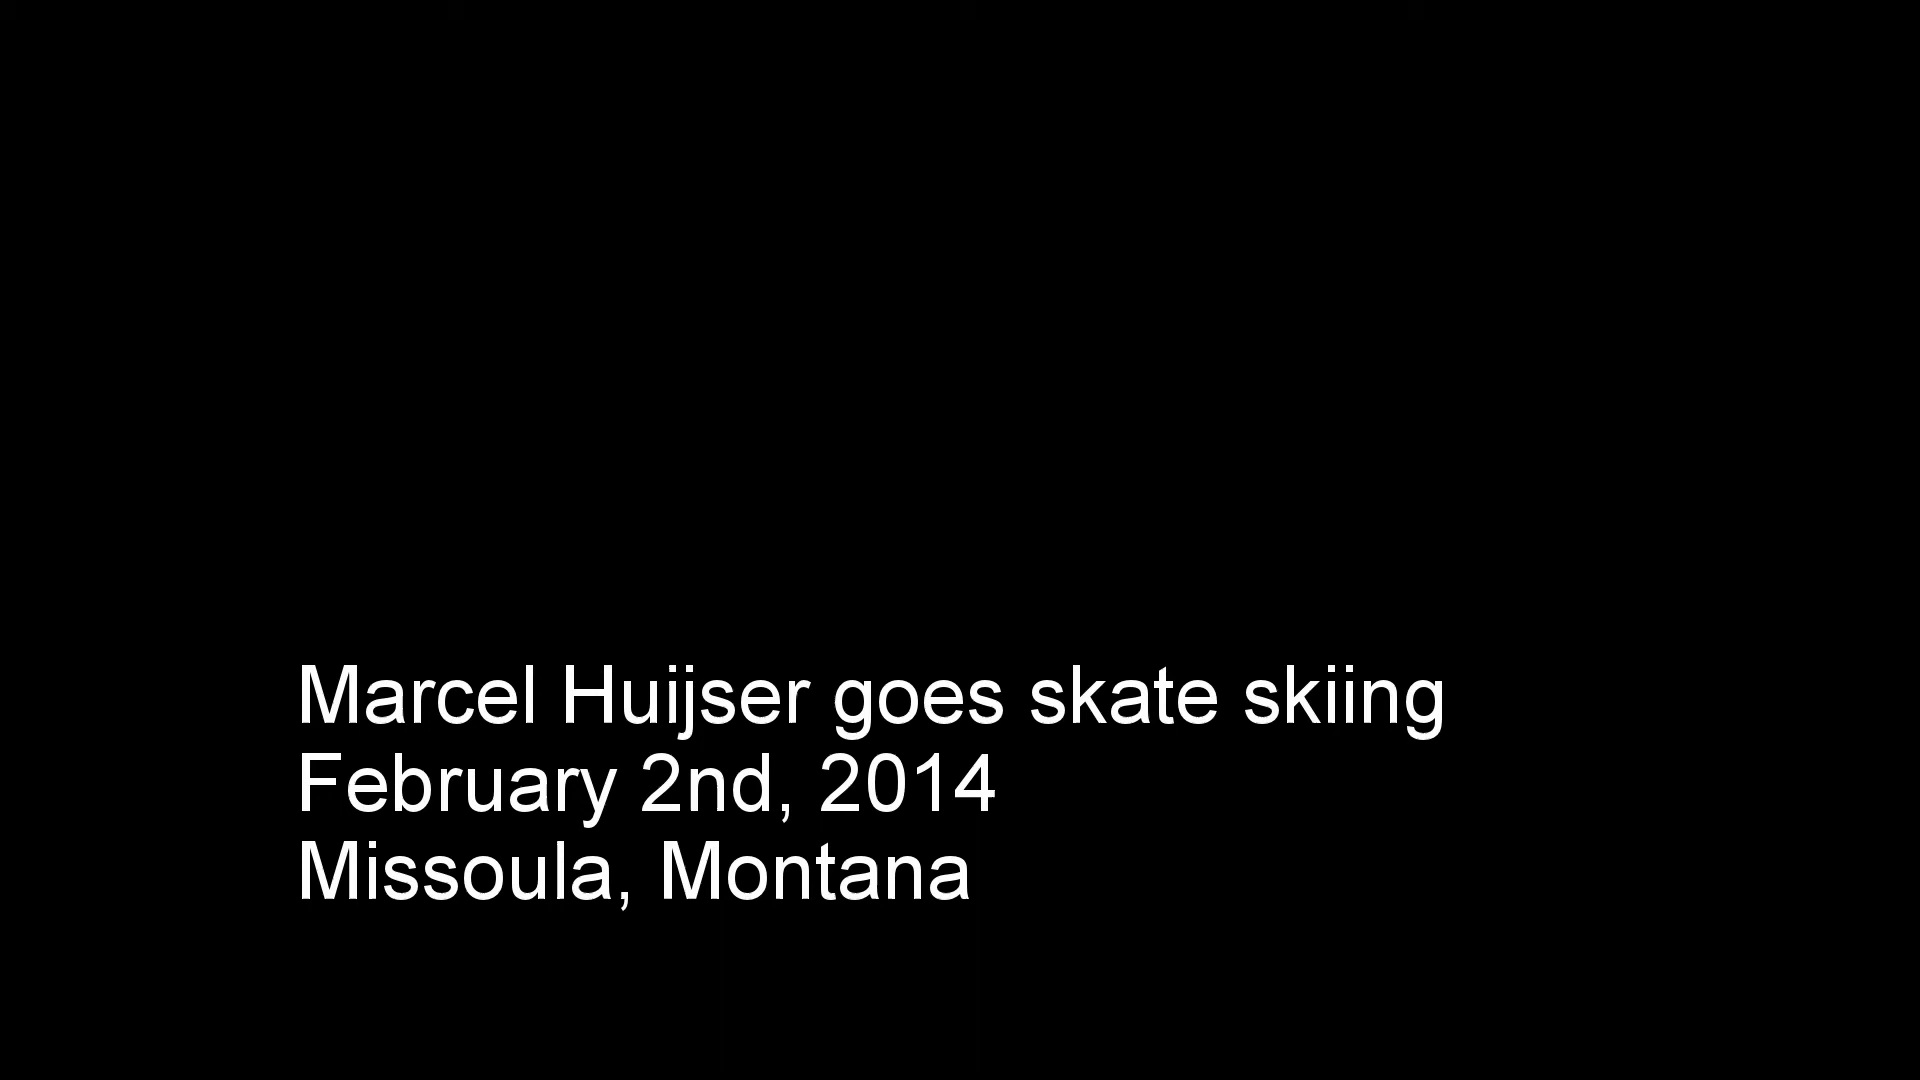 Marcel Huijser goes skate skiing
February 2nd, 2014
Missoula, Montana